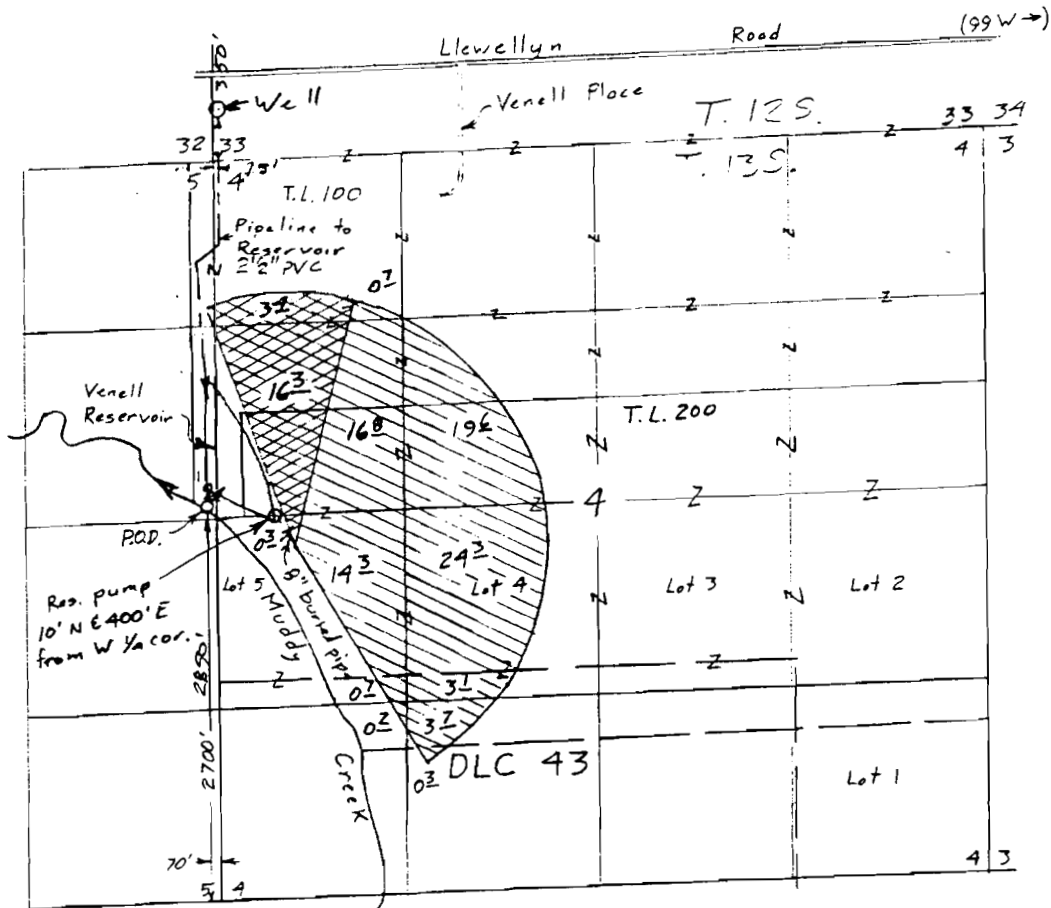 (99 W →)
Llewellyn Road
350'
Well
Venell Place
T. 12 S.
33 34
32 33
4 3
T. 13 S.
75'
5 4
T.L. 100
Pipeline to
Reservoir
2 1/2" PVC
Z
0.7
3.4
16.3
Venell
Reservoir
T.L. 200
16.8
19.6
4
P.O.D.
0.3
14.3
24.3
Lot 5
8" buried pipe
Lot 4
Lot 3
Lot 2
Res. pump
10' N & 400' E
from W 1/4 cor.
Muddy
Creek
2890'
2700'
0.7
3.1
0.2
3.7
0.3
DLC 43
Lot 1
70'
5 4
4 3